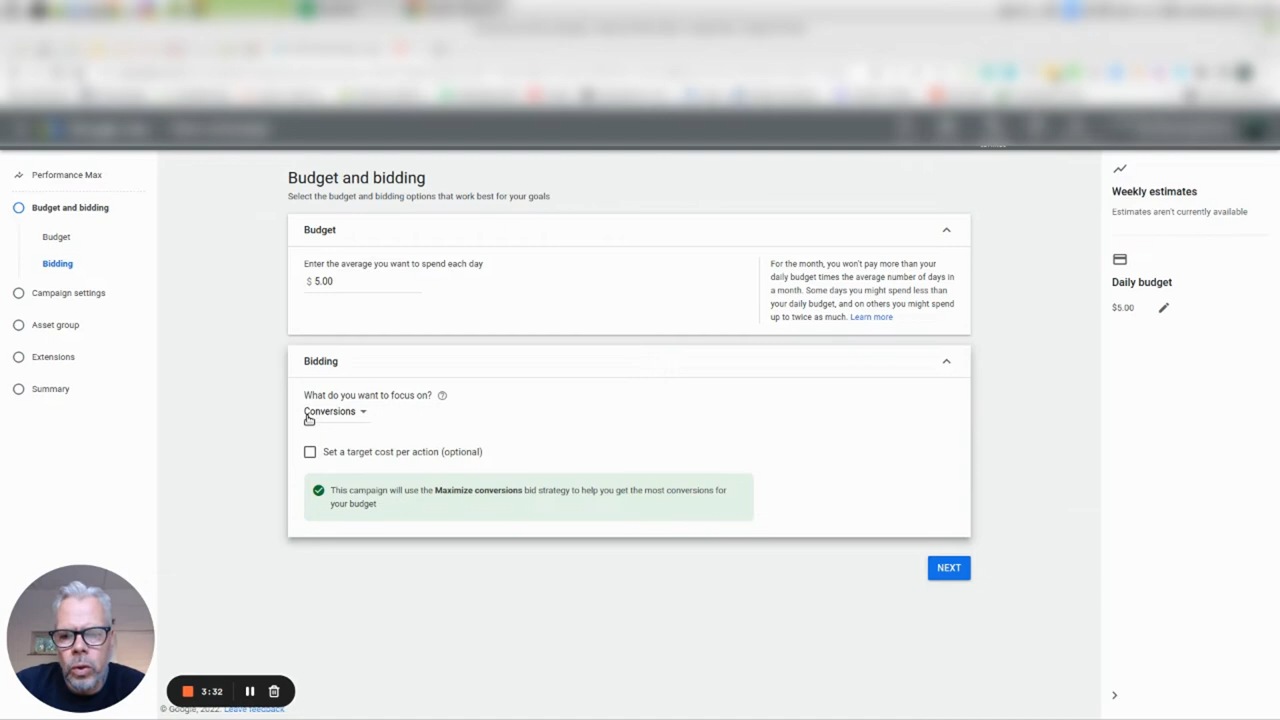 Performance Max
Budget and bidding
Budget
Bidding
Campaign settings
Asset group
Extensions
Summary
Budget and bidding
Select the budget and bidding options that work best for your goals
Budget
Enter the average you want to spend each day
$ 5.00
For the month, you won't pay more than your
daily budget times the average number of days in
a month. Some days you might spend less than
your daily budget, and on others you might spend
up to twice as much. Learn more
Bidding
What do you want to focus on?
Conversions
Set a target cost per action (optional)
This campaign will use the Maximize conversions bid strategy to help you get the most conversions for
your budget
NEXT
Weekly estimates
Estimates aren't currently available
Daily budget
$5.00
3:32
© Google, 2022. Leave feedback